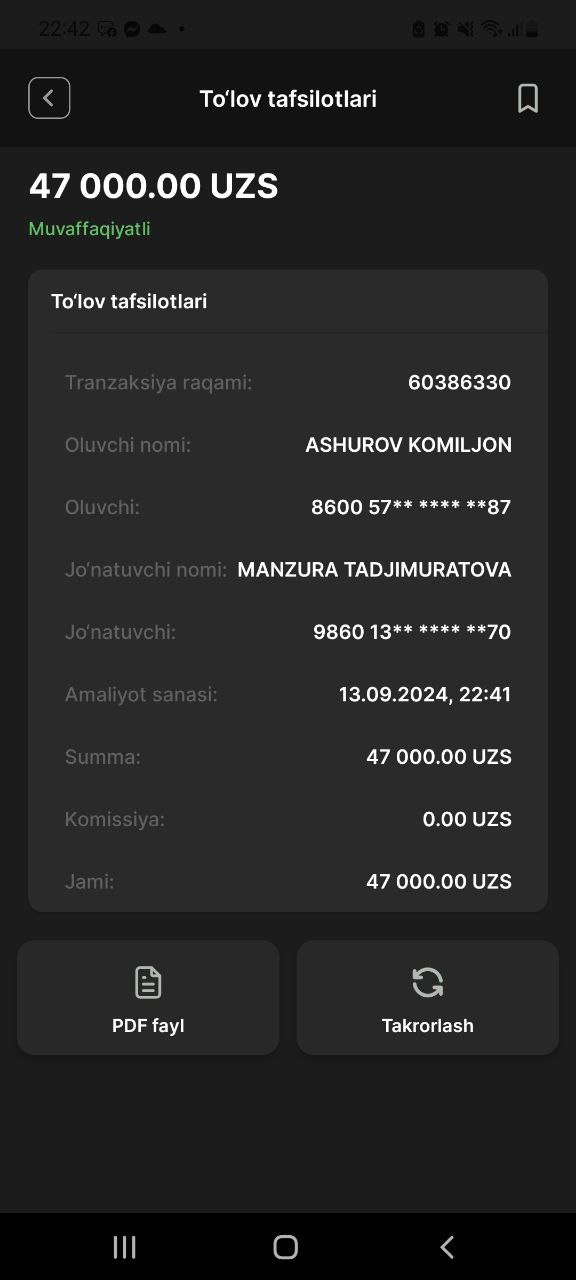 22:42
To‘lov tafsilotlari
47 000.00 UZS
Muvaffaqiyatli
To‘lov tafsilotlari
Tranzaksiya raqami: 60386330
Oluvchi nomi: ASHUROV KOMILJON
Oluvchi: 8600 57** **** **87
Jo‘natuvchi nomi: MANZURA TADJIMURATOVA
Jo‘natuvchi: 9860 13** **** **70
Amaliyot sanasi: 13.09.2024, 22:41
Summa: 47 000.00 UZS
Komissiya: 0.00 UZS
Jami: 47 000.00 UZS
PDF fayl
Takrorlash